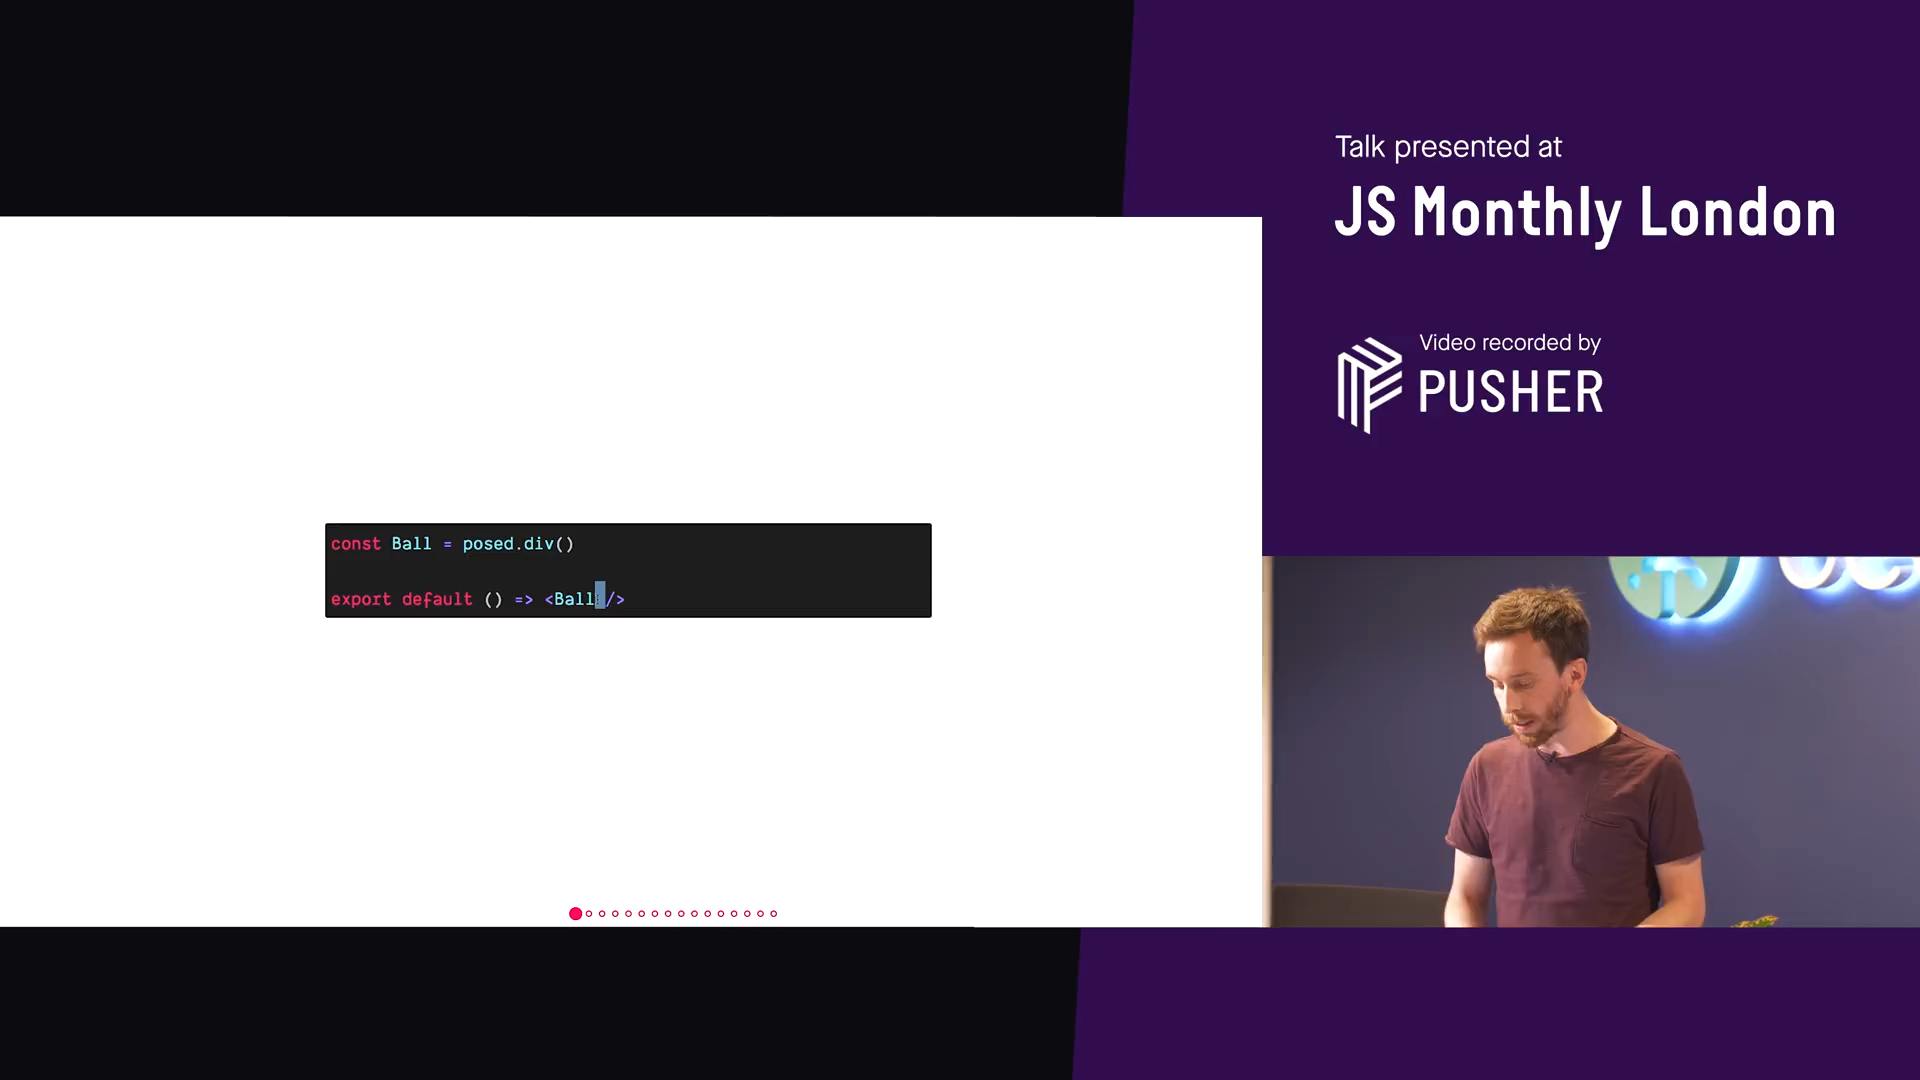 Talk presented at
JS Monthly London
Video recorded by
PUSHER
const Ball = posed.div()
export default () => <Ball />